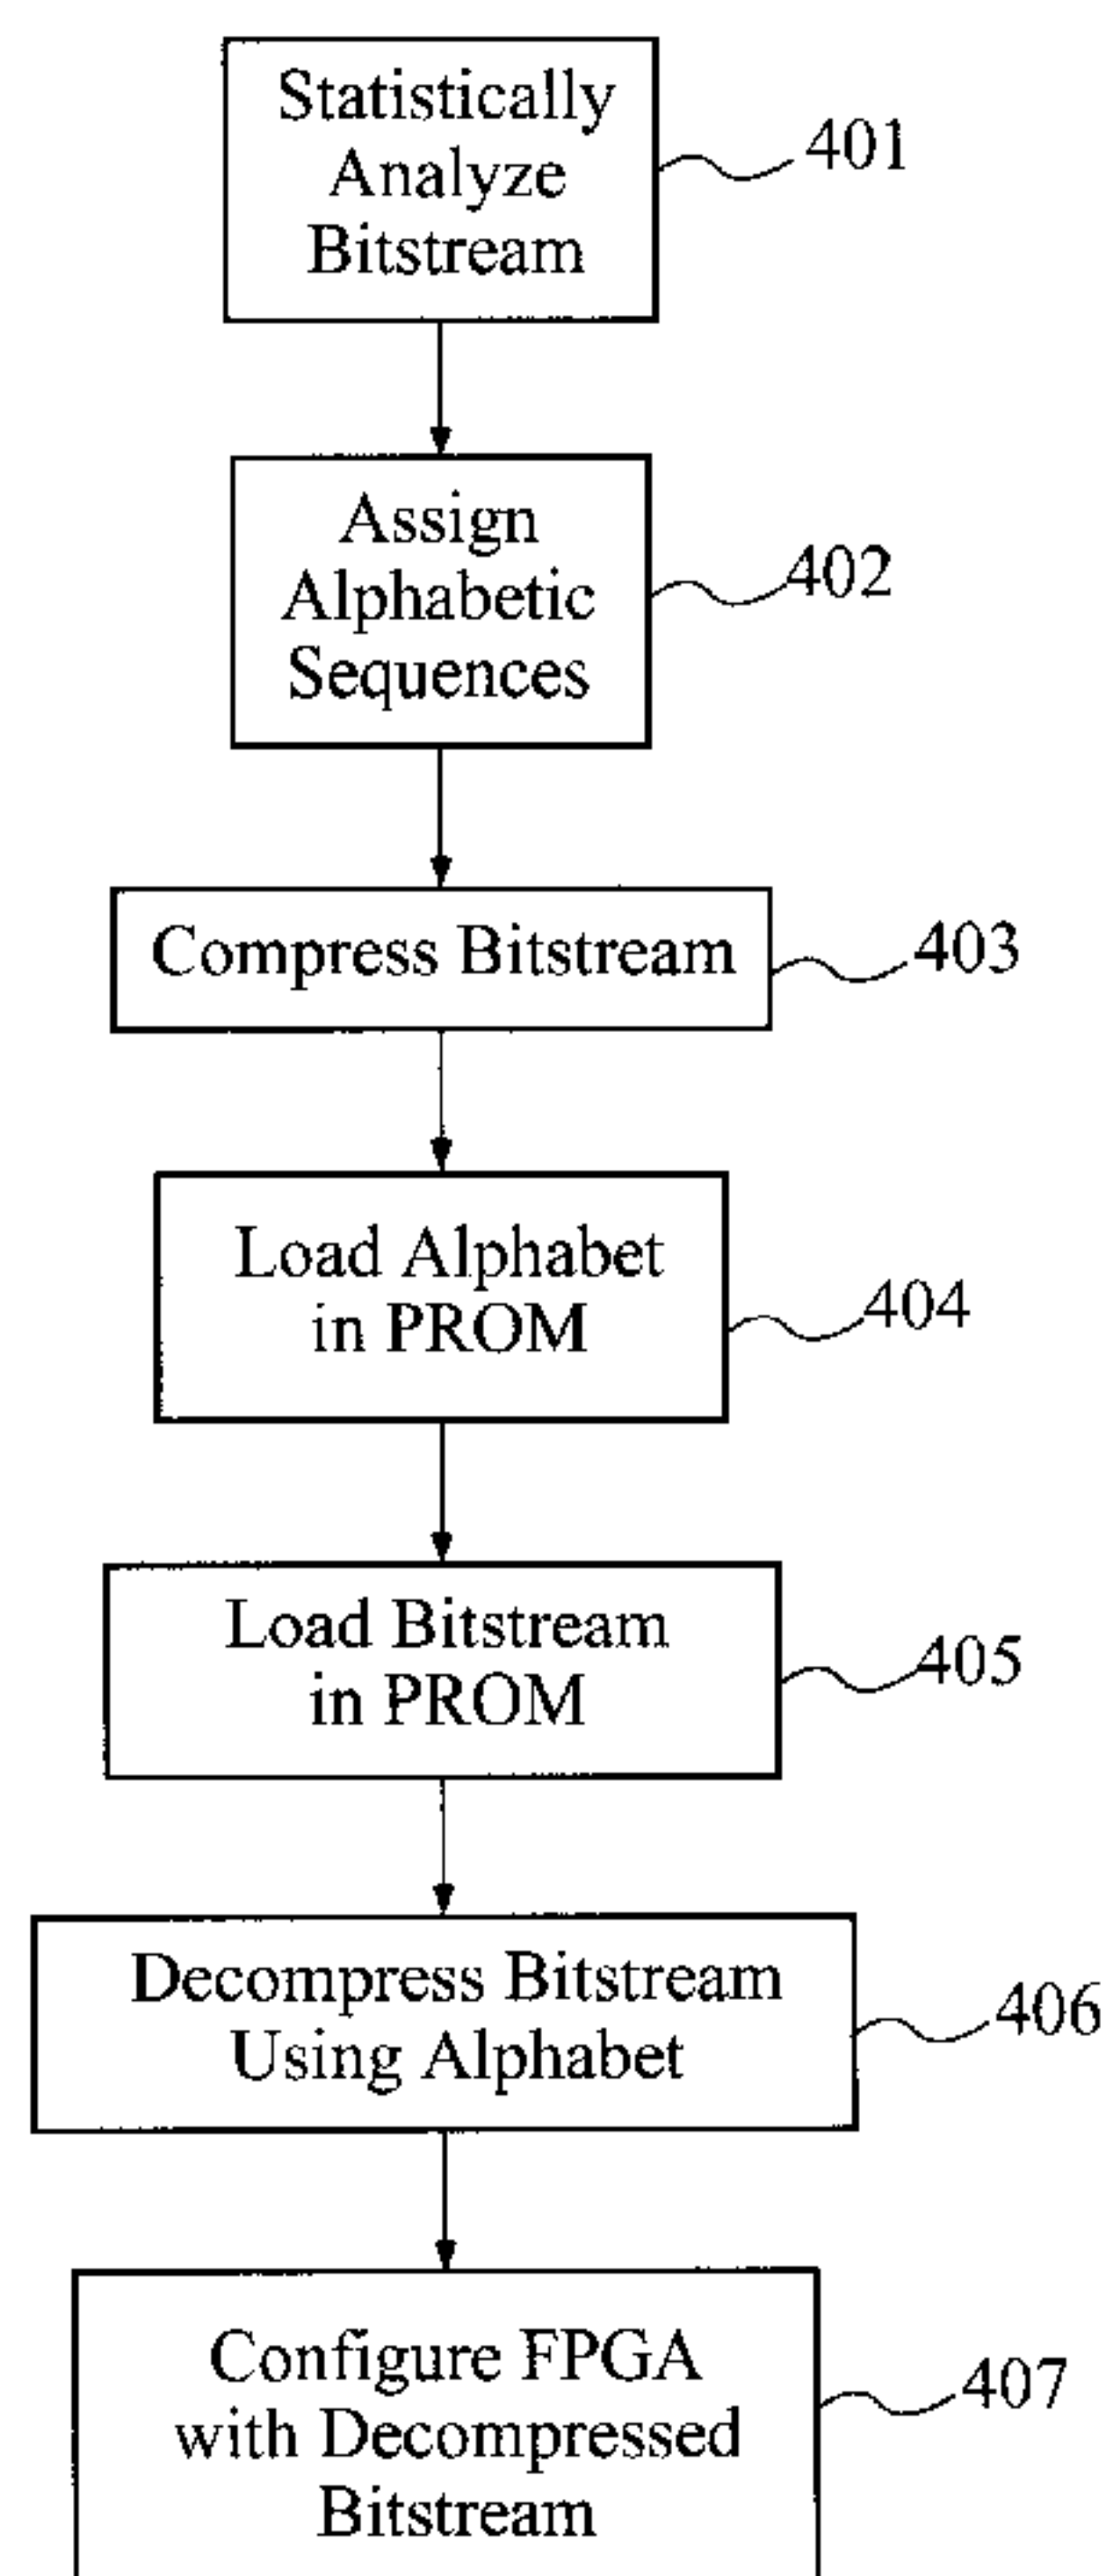 Statistically
Analyze
Bitstream
401
Assign
Alphabetic
Sequences
402
Compress Bitstream
403
Load Alphabet
in PROM
404
Load Bitstream
in PROM
405
Decompress Bitstream
Using Alphabet
406
Configure FPGA
with Decompressed
Bitstream
407